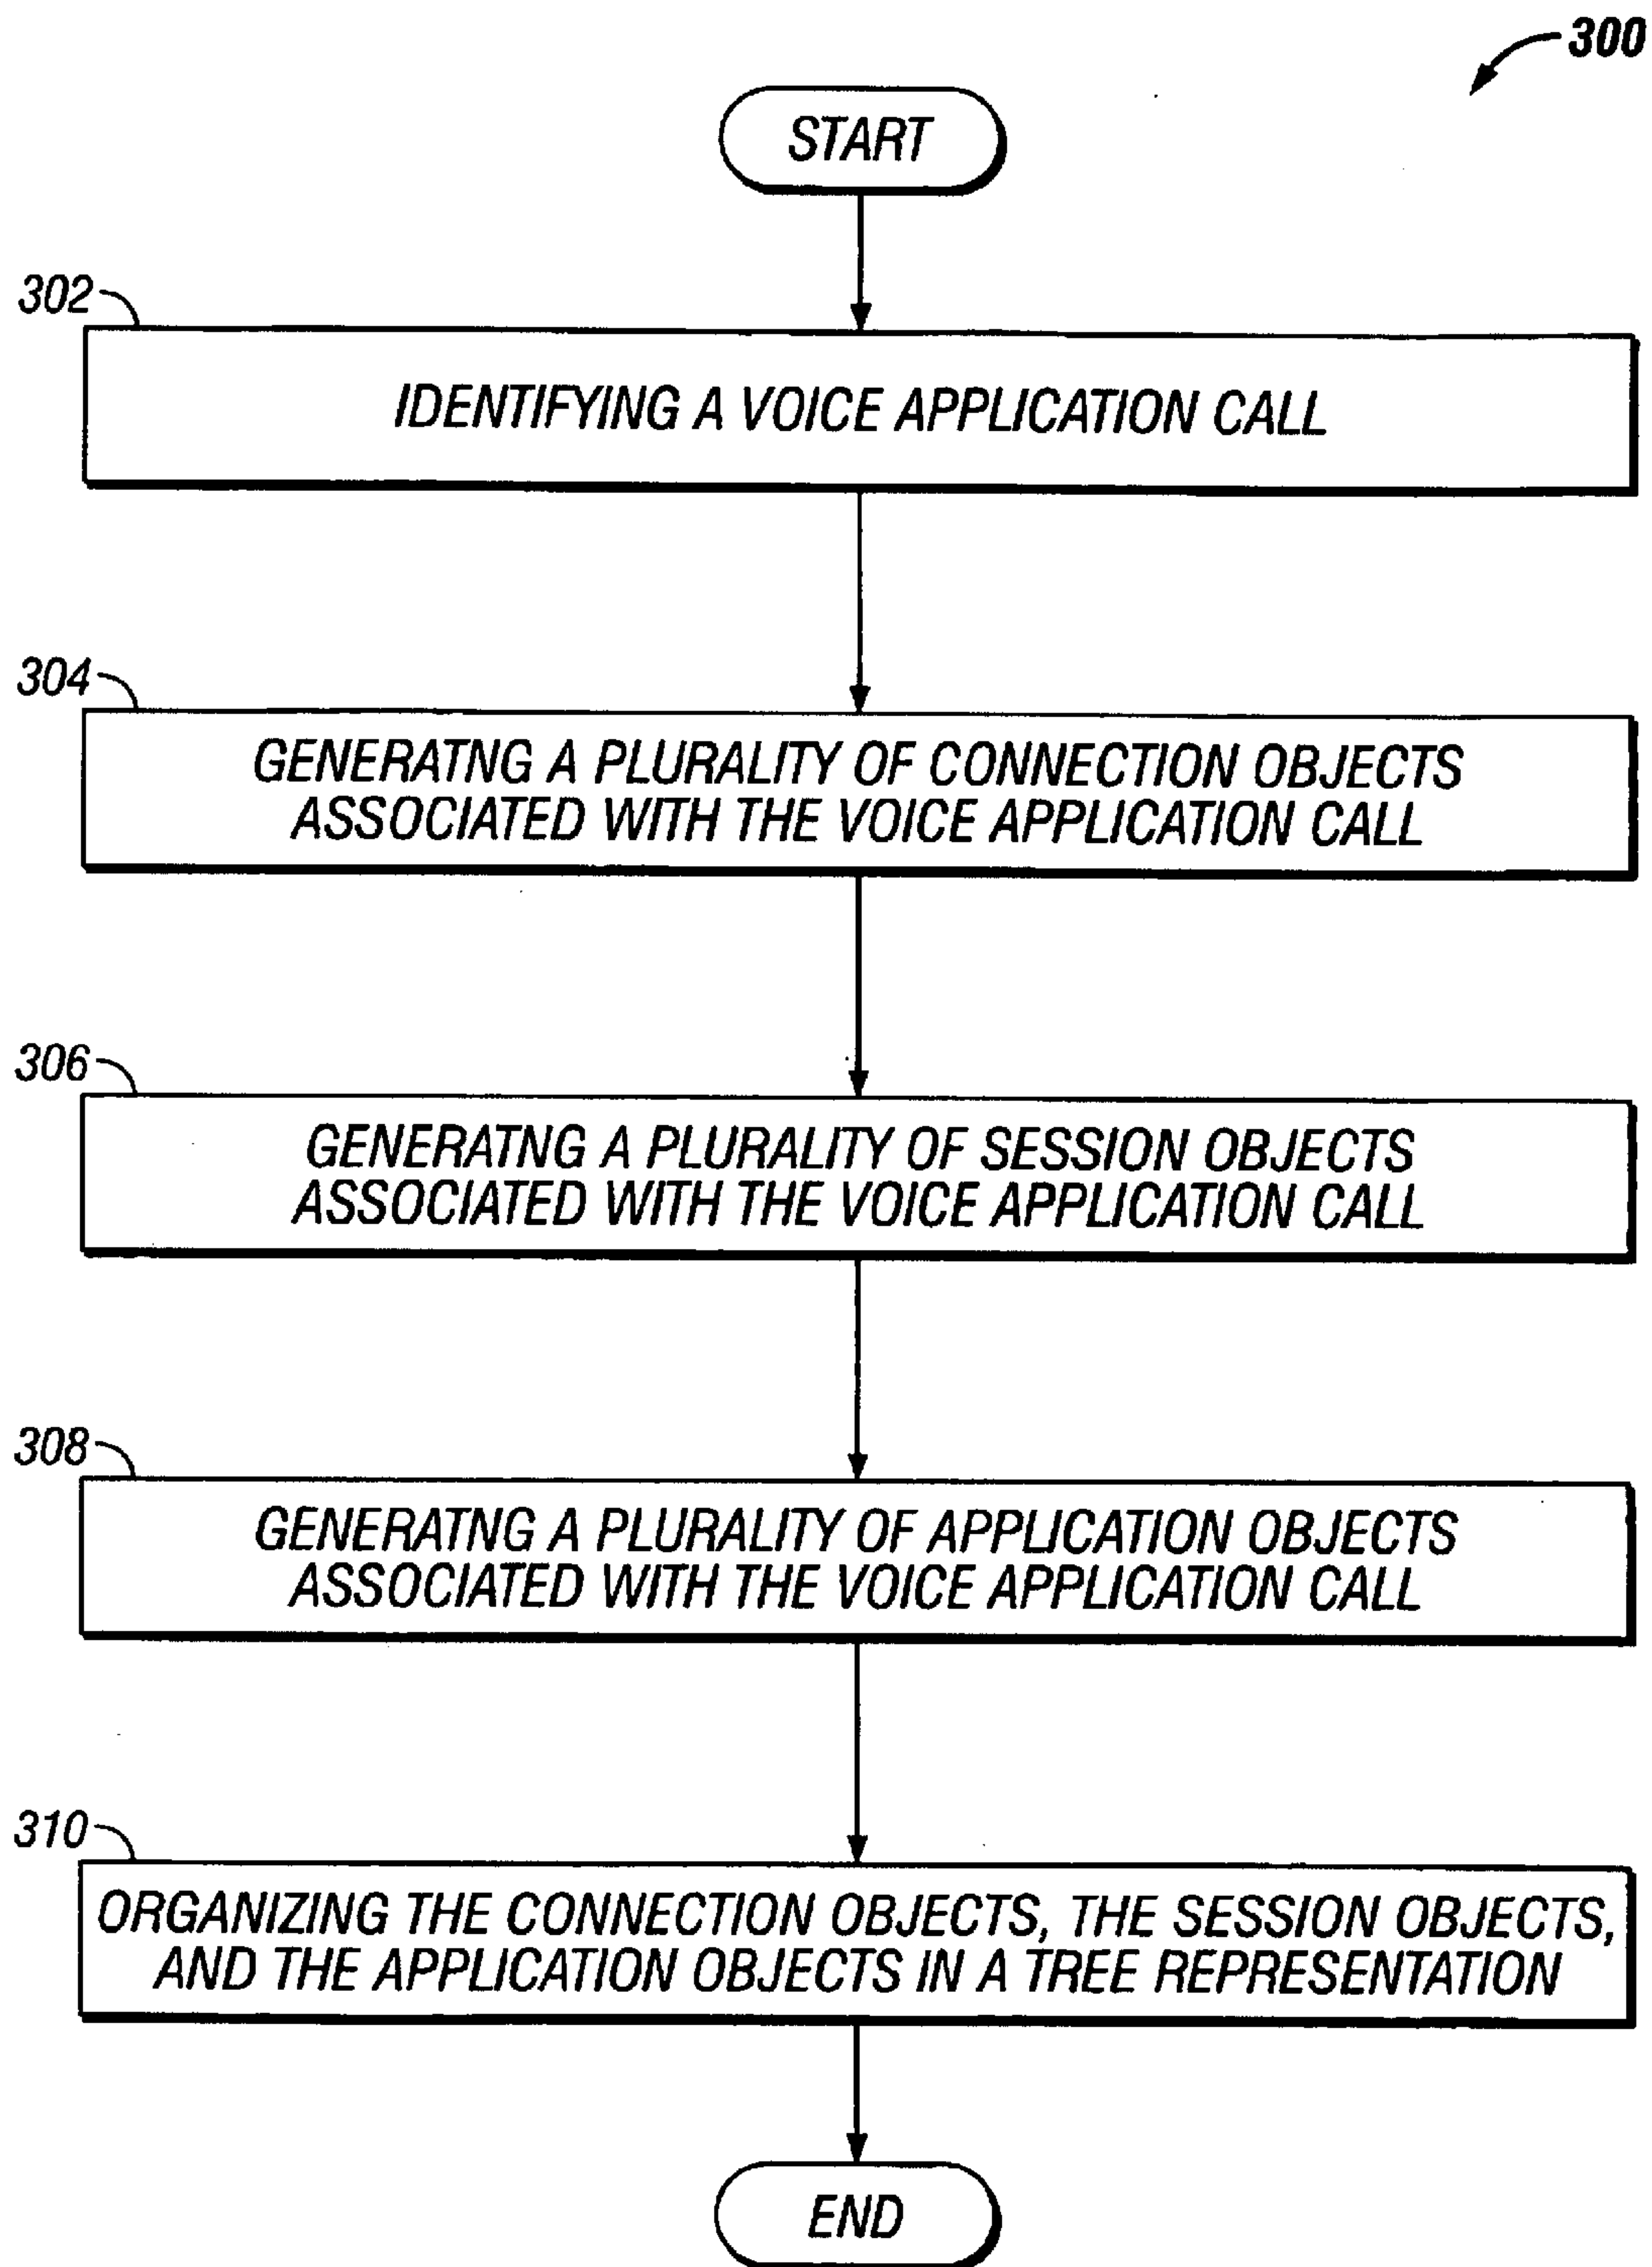 300
START
302
IDENTIFYING A VOICE APPLICATION CALL
304
GENERATNG A PLURALITY OF CONNECTION OBJECTS
ASSOCIATED WITH THE VOICE APPLICATION CALL
306
GENERATNG A PLURALITY OF SESSION OBJECTS
ASSOCIATED WITH THE VOICE APPLICATION CALL
308
GENERATNG A PLURALITY OF APPLICATION OBJECTS
ASSOCIATED WITH THE VOICE APPLICATION CALL
310
ORGANIZING THE CONNECTION OBJECTS, THE SESSION OBJECTS,
AND THE APPLICATION OBJECTS IN A TREE REPRESENTATION
END